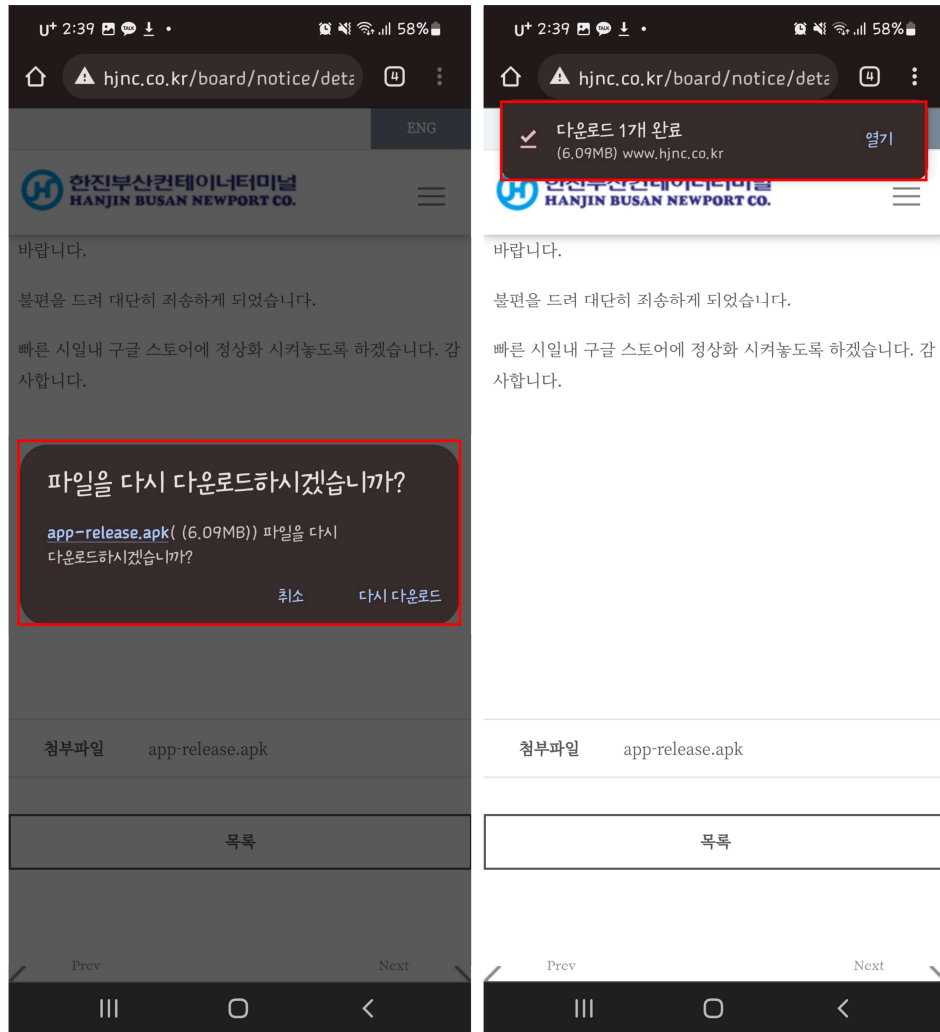 U+ 2:39
58%
hjnc.co.kr/board/notice/deta
4
ENG
한진부산컨테이너터미널
HANJIN BUSAN NEWPORT CO.
바랍니다.
불편을 드려 대단히 죄송하게 되었습니다.
빠른 시일내 구글 스토어에 정상화 시켜놓도록 하겠습니다. 감
사합니다.
파일을 다시 다운로드하시겠습니까?
app-release.apk( (6.09MB)) 파일을 다시
다운로드하시겠습니까?
취소 다시 다운로드
첨부파일 app-release.apk
목록
Prev Next
U+ 2:39
58%
hjnc.co.kr/board/notice/deta
4
다운로드 1개 완료
(6.09MB) www.hjnc.co.kr
열기
한진부산컨테이너터미널
HANJIN BUSAN NEWPORT CO.
바랍니다.
불편을 드려 대단히 죄송하게 되었습니다.
빠른 시일내 구글 스토어에 정상화 시켜놓도록 하겠습니다. 감
사합니다.
첨부파일 app-release.apk
목록
Prev Next